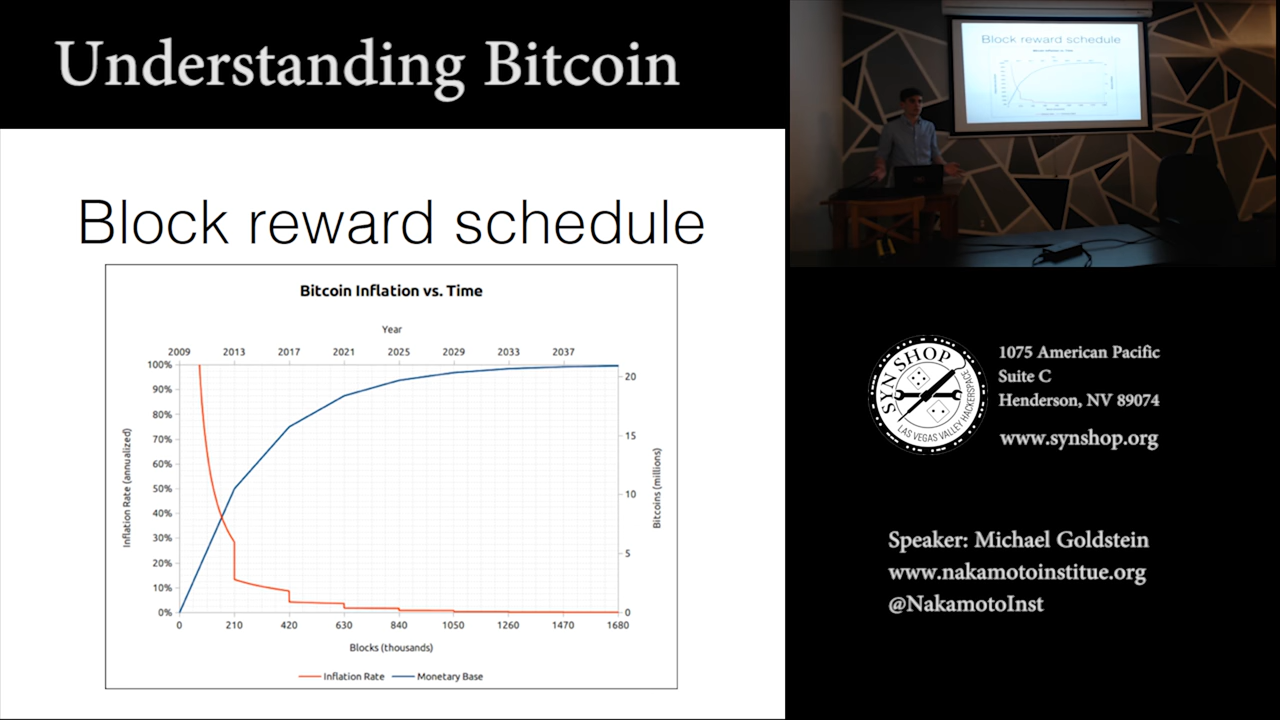 Understanding Bitcoin
Block reward schedule
Bitcoin Inflation vs. Time
Year
2009 2013 2017 2021 2025 2029 2033 2037
100%
90%
80%
70%
60%
50%
40%
30%
20%
10%
0%
Inflation Rate (annualized)
20
15
10
5
0
Bitcoins (millions)
0 210 420 630 840 1050 1260 1470 1680
Blocks (thousands)
Inflation Rate Monetary Base
Block reward schedule
SYN SHOP
LAS VEGAS VALLEY HACKERSPACE
1075 American Pacific
Suite C
Henderson, NV 89074
www.synshop.org
Speaker: Michael Goldstein
www.nakamotoinstitue.org
@NakamotoInst